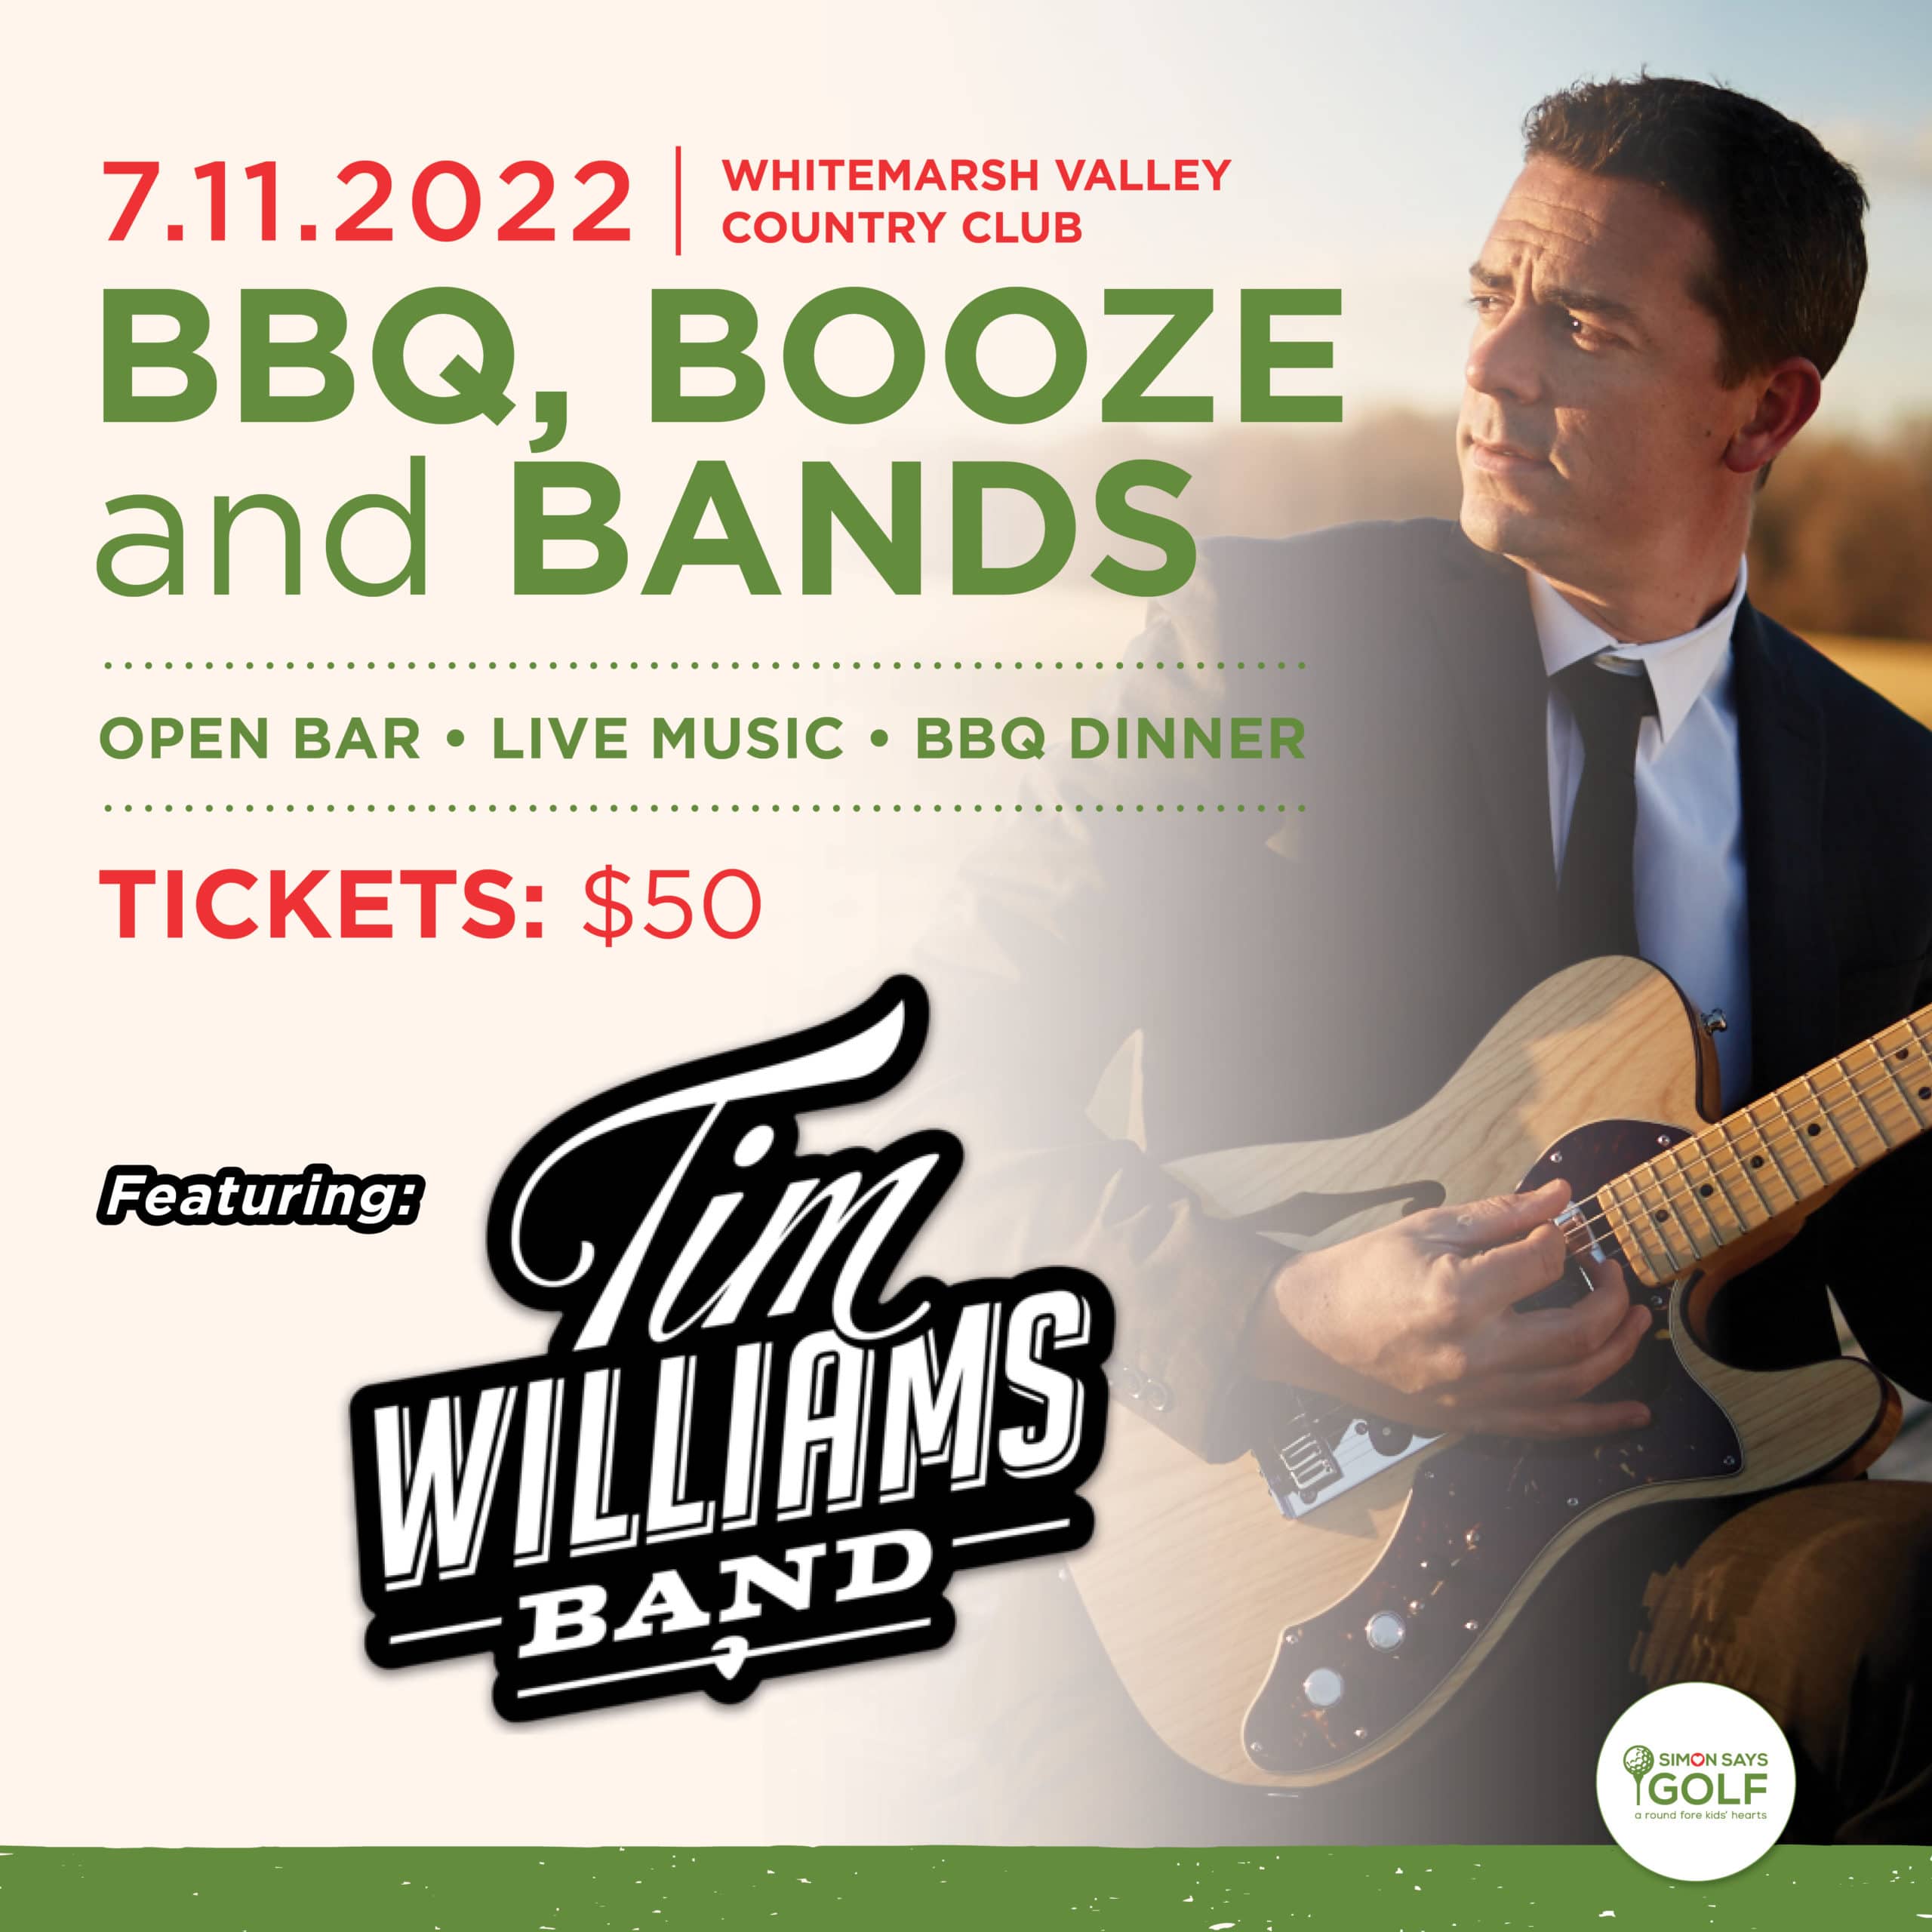 7.11.2022
WHITEMARSH VALLEY
COUNTRY CLUB
BBQ, BOOZE
and BANDS
OPEN BAR • LIVE MUSIC • BBQ DINNER
TICKETS: $50
Featuring:
Tim
WILLIAMS
BAND
SIMON SAYS
GOLF
a round fore kids' hearts